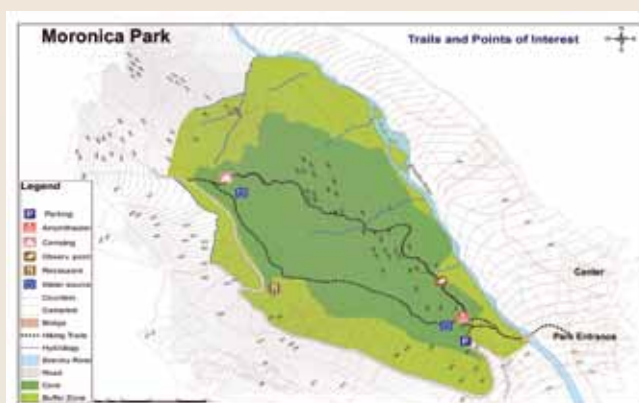 Moronica Park
Trails and Points of Interest
Legend
Parking
Camping
Restaurant
Water source
Bridge
Hiking Trails
Hydrology
Road
Core
Buffer Zone
Center
Park Entrance